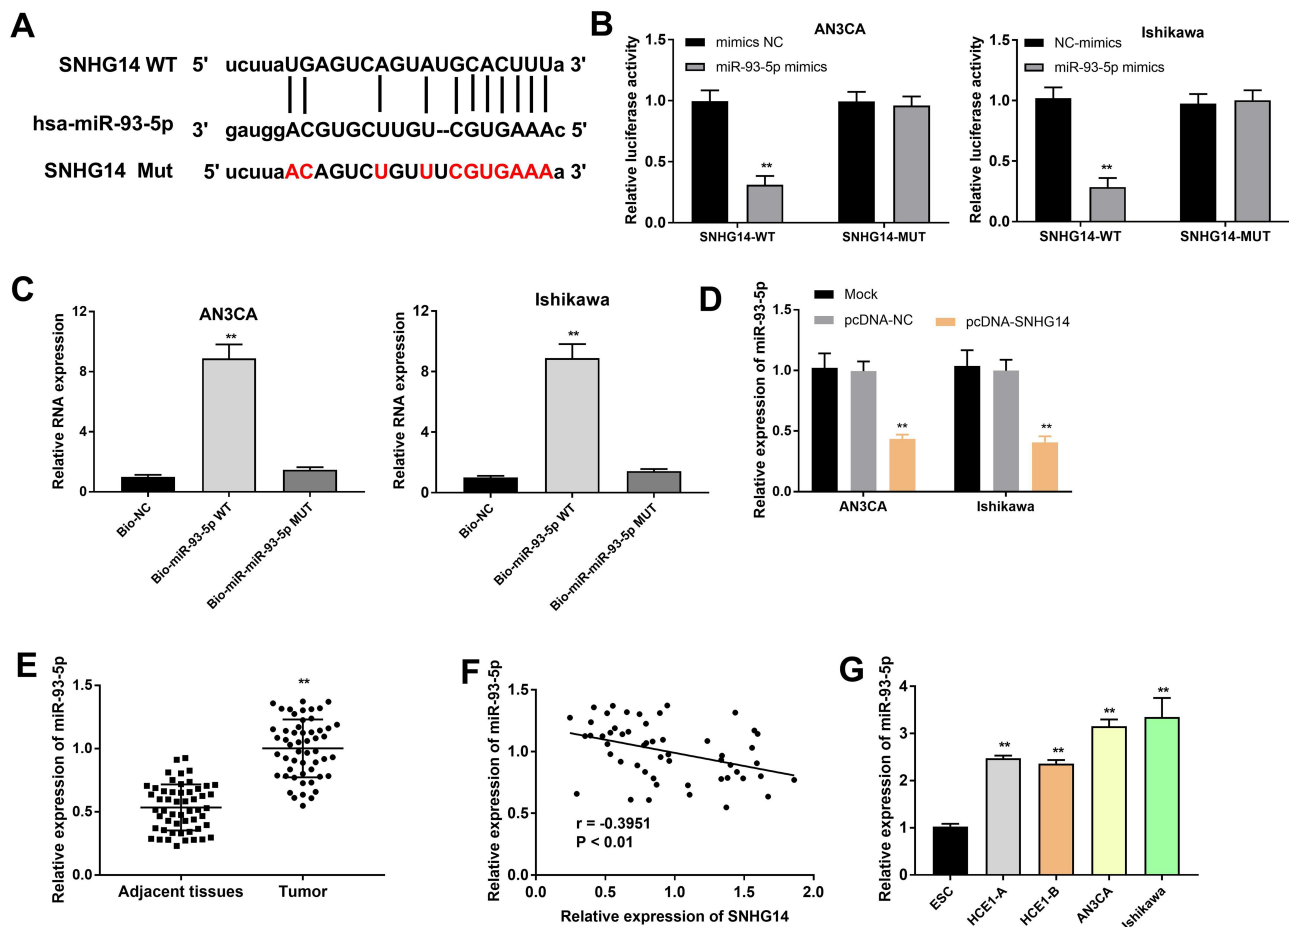 A
SNHG14 WT 5' ucuuaUGAGUCAGUAUGCACUUUa 3'
hsa-miR-93-5p 3' gauggACGUGCUUGU--CGUGAAAc 5'
SNHG14 Mut 5' ucuuaACAGUCUGUUUCGUGAAAa 3'
B
AN3CA
mimics NC
miR-93-5p mimics
Relative luciferase activity
1.5
1.0
0.5
0.0
**
SNHG14-WT SNHG14-MUT
Ishikawa
NC-mimics
miR-93-5p mimics
Relative luciferase activity
1.5
1.0
0.5
0.0
**
SNHG14-WT SNHG14-MUT
C
AN3CA
Relative RNA expression
12
8
4
0
**
Bio-NC
Bio-miR-93-5p WT
Bio-miR-miR-93-5p MUT
Ishikawa
Relative RNA expression
12
8
4
0
**
Bio-NC
Bio-miR-93-5p WT
Bio-miR-miR-93-5p MUT
D
Mock
pcDNA-NC pcDNA-SNHG14
Relative expression of miR-93-5p
1.5
1.0
0.5
0.0
** **
AN3CA Ishikawa
E
Relative expression of miR-93-5p
1.5
1.0
0.5
0.0
**
Adjacent tissues Tumor
F
Relative expression of miR-93-5p
1.5
1.0
0.5
0.0
r = -0.3951
P < 0.01
0.0 0.5 1.0 1.5 2.0
Relative expression of SNHG14
G
Relative expression of miR-93-5p
4
3
2
1
0
** ** ** **
ESC
HCE1-A
HCE1-B
AN3CA
Ishikawa